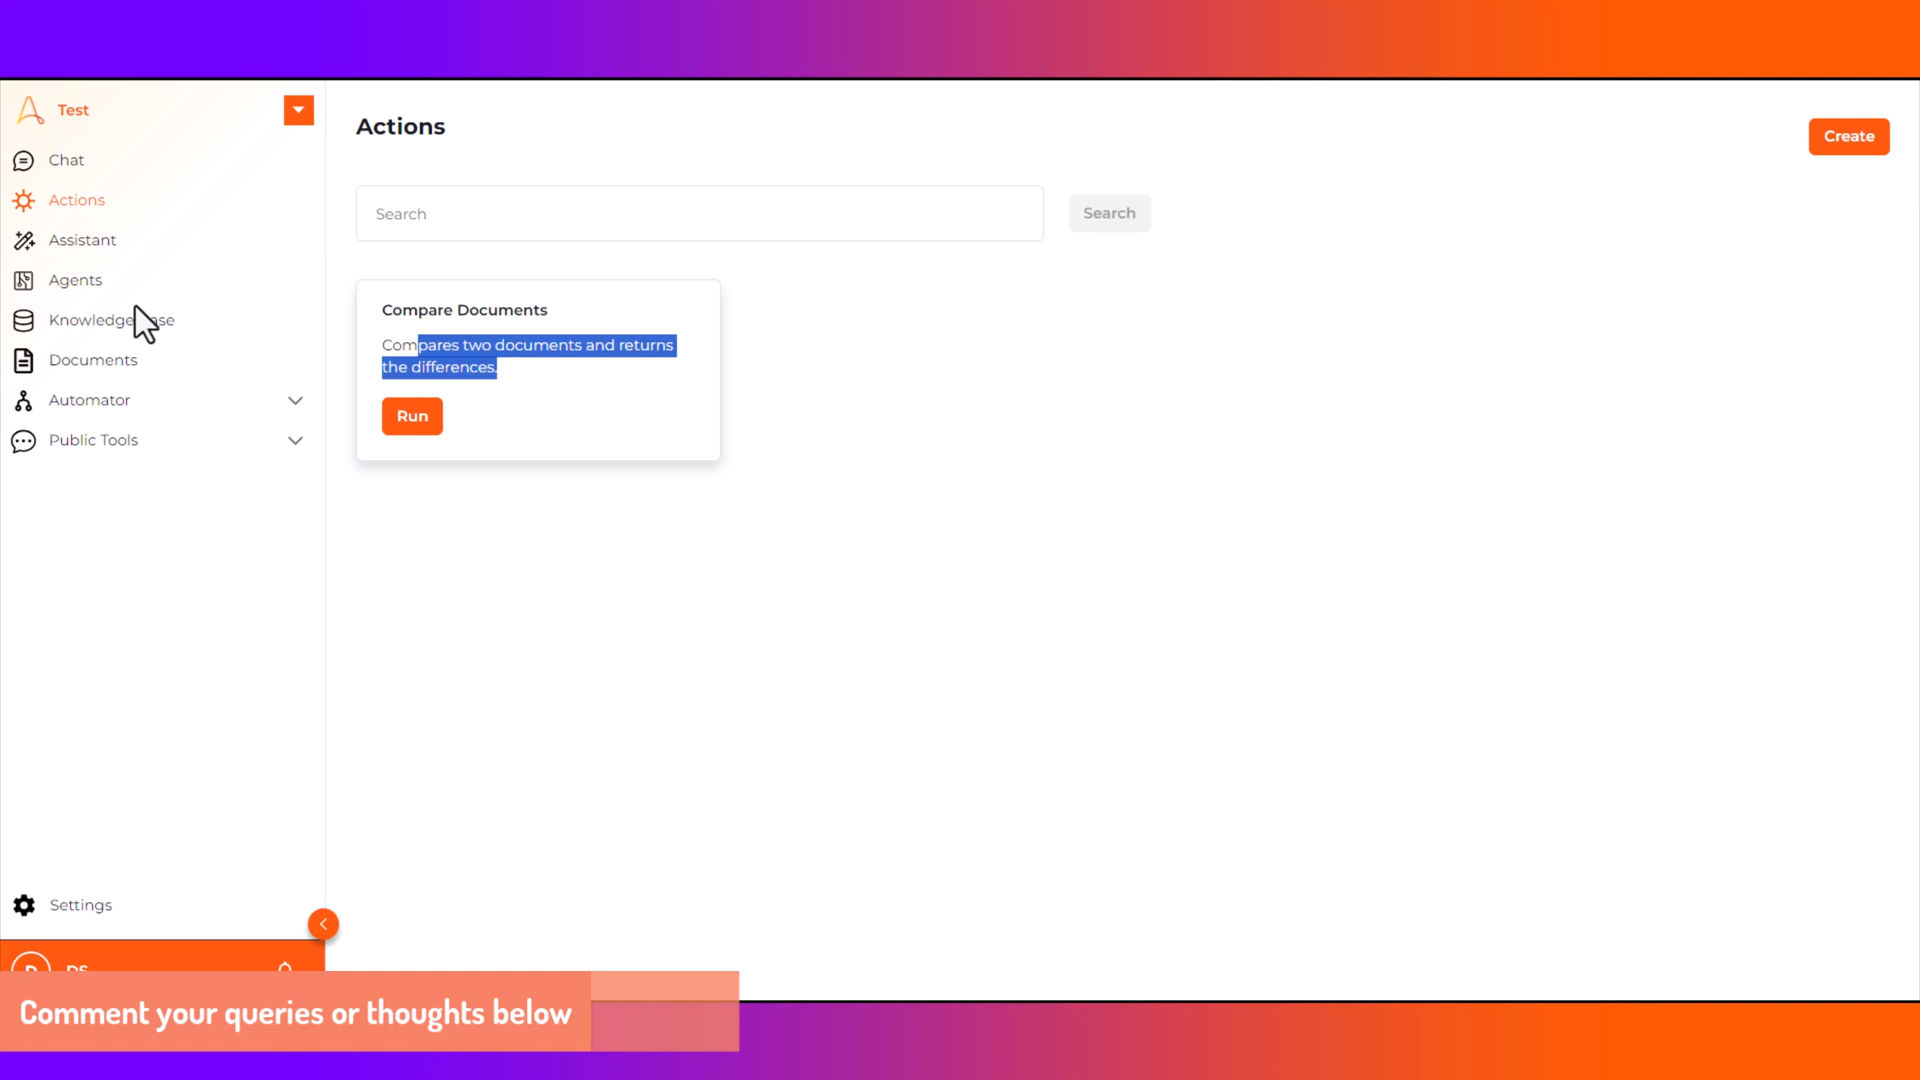 Test
Chat
Actions
Assistant
Agents
Knowledge
Documents
Automator
Public Tools
Settings
DS
Actions
Create
Search
Search
Compare Documents
Compares two documents and returns
the differences.
Run
Comment your queries or thoughts below